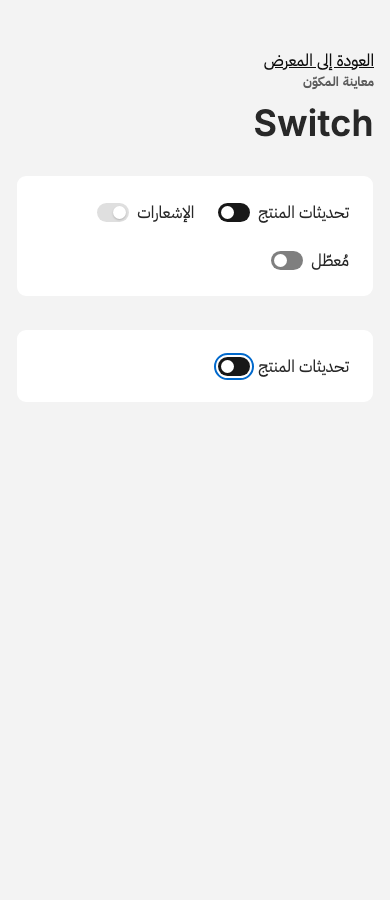 العودة إلى المعرض
معاينة المكوّن
Switch
تحديثات المنتج
الإشعارات
مُعطّل
تحديثات المنتج